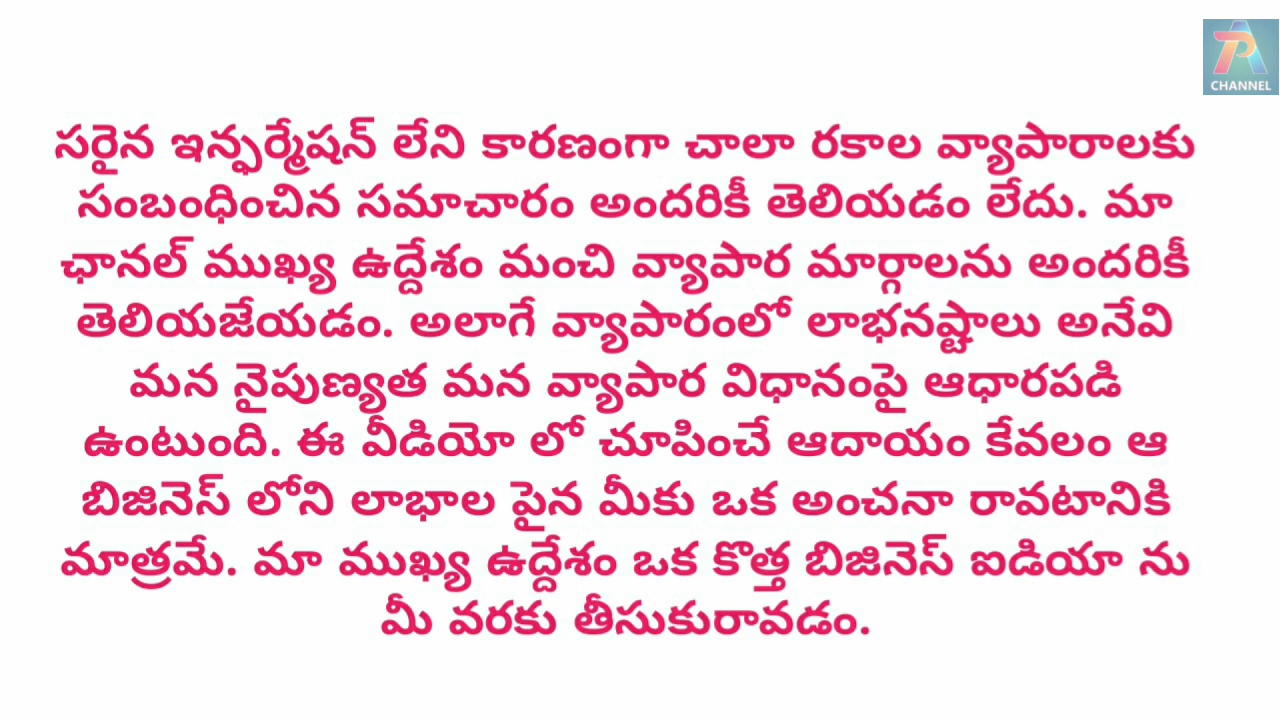 సరైన ఇన్ఫర్మేషన్ లేని కారణంగా చాలా రకాల వ్యాపారాలకు
సంబంధించిన సమాచారం అందరికీ తెలియడం లేదు. మా
ఛానల్ ముఖ్య ఉద్దేశం మంచి వ్యాపార మార్గాలను అందరికీ
తెలియజేయడం. అలాగే వ్యాపారంలో లాభనష్టాలు అనేవి
మన నైపుణ్యత మన వ్యాపార విధానంపై ఆధారపడి
ఉంటుంది. ఈ వీడియో లో చూపించే ఆదాయం కేవలం ఆ
బిజినెస్ లోని లాభాల పైన మీకు ఒక అంచనా రావటానికి
మాత్రమే. మా ముఖ్య ఉద్దేశం ఒక కొత్త బిజినెస్ ఐడియా ను
మీ వరకు తీసుకురావడం.
CHANNEL